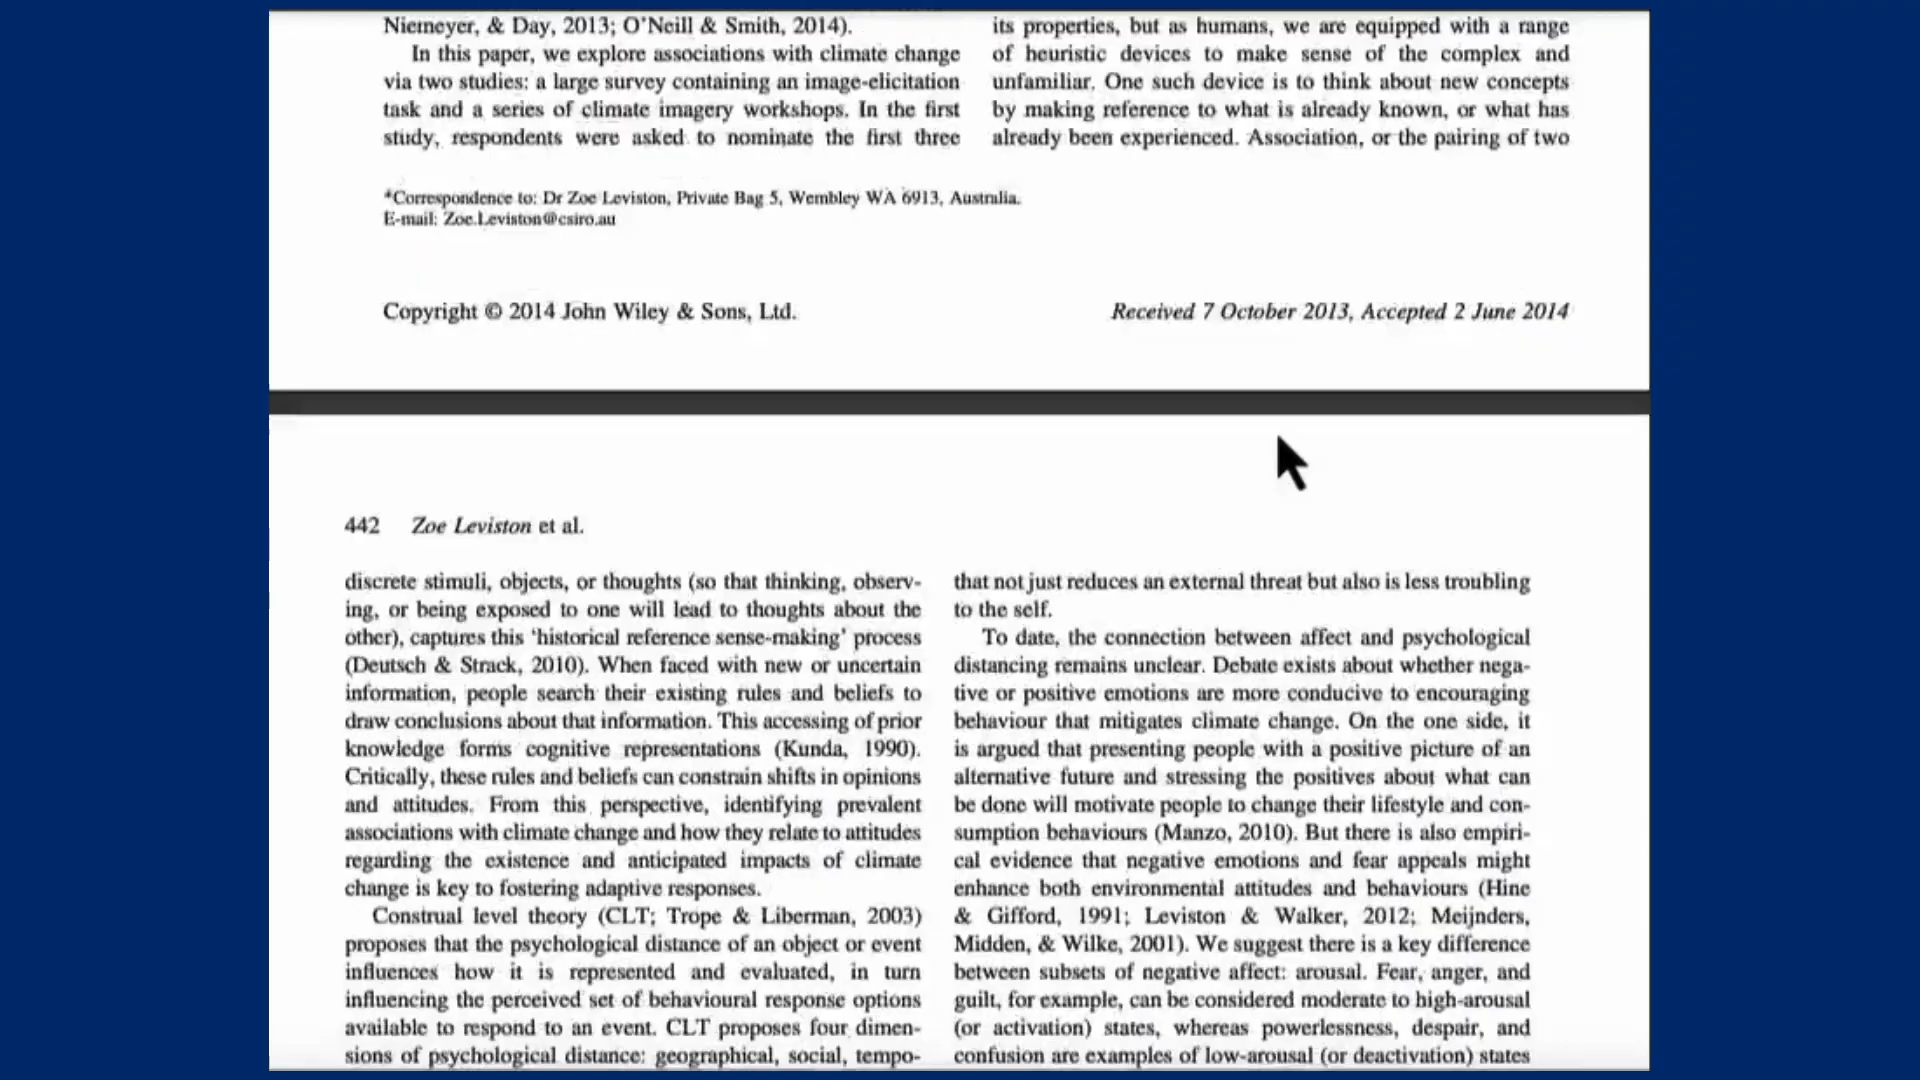 Niemeyer, & Day, 2013; O'Neill & Smith, 2014).
In this paper, we explore associations with climate change
via two studies: a large survey containing an image-elicitation
task and a series of climate imagery workshops. In the first
study, respondents were asked to nominate the first three
its properties, but as humans, we are equipped with a range
of heuristic devices to make sense of the complex and
unfamiliar. One such device is to think about new concepts
by making reference to what is already known, or what has
already been experienced. Association, or the pairing of two
*Correspondence to: Dr Zoe Leviston, Private Bag 5, Wembley WA 6913, Australia.
E-mail: Zoe.Leviston@csiro.au
Copyright © 2014 John Wiley & Sons, Ltd.
Received 7 October 2013, Accepted 2 June 2014
442 Zoe Leviston et al.
discrete stimuli, objects, or thoughts (so that thinking, observ-
ing, or being exposed to one will lead to thoughts about the
other), captures this 'historical reference sense-making' process
(Deutsch & Strack, 2010). When faced with new or uncertain
information, people search their existing rules and beliefs to
draw conclusions about that information. This accessing of prior
knowledge forms cognitive representations (Kunda, 1990).
Critically, these rules and beliefs can constrain shifts in opinions
and attitudes. From this perspective, identifying prevalent
associations with climate change and how they relate to attitudes
regarding the existence and anticipated impacts of climate
change is key to fostering adaptive responses.
Construal level theory (CLT; Trope & Liberman, 2003)
proposes that the psychological distance of an object or event
influences how it is represented and evaluated, in turn
influencing the perceived set of behavioural response options
available to respond to an event. CLT proposes four dimen-
sions of psychological distance: geographical, social, tempo-
that not just reduces an external threat but also is less troubling
to the self.
To date, the connection between affect and psychological
distancing remains unclear. Debate exists about whether nega-
tive or positive emotions are more conducive to encouraging
behaviour that mitigates climate change. On the one side, it
is argued that presenting people with a positive picture of an
alternative future and stressing the positives about what can
be done will motivate people to change their lifestyle and con-
sumption behaviours (Manzo, 2010). But there is also empiri-
cal evidence that negative emotions and fear appeals might
enhance both environmental attitudes and behaviours (Hine
& Gifford, 1991; Leviston & Walker, 2012; Meijnders,
Midden, & Wilke, 2001). We suggest there is a key difference
between subsets of negative affect: arousal. Fear, anger, and
guilt, for example, can be considered moderate to high-arousal
(or activation) states, whereas powerlessness, despair, and
confusion are examples of low-arousal (or deactivation) states